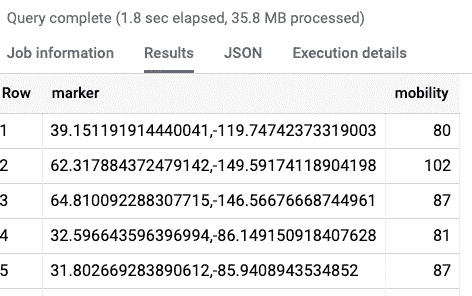 Query complete (1.8 sec elapsed, 35.8 MB processed)
Job information Results JSON Execution details
Row marker mobility
1 39.151191914440041,-119.74742373319003 80
2 62.317884372479142,-149.59174118904198 102
3 64.810092288307715,-146.56676668744961 87
4 32.596643596396994,-86.149150918407628 81
5 31.802669283890612,-85.9408943534852 87